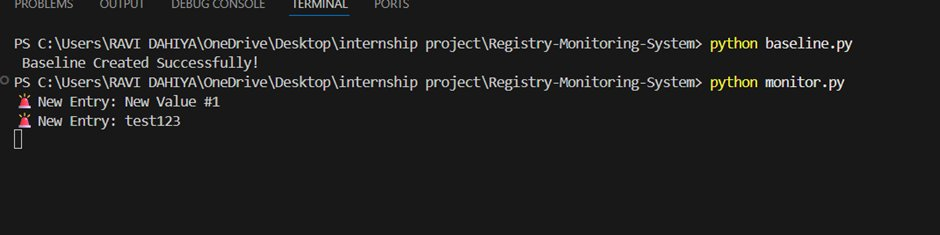 PROBLEMS OUTPUT DEBUG CONSOLE TERMINAL PORTS
PS C:\Users\RAVI DAHIYA\OneDrive\Desktop\internship project\Registry-Monitoring-System> python baseline.py
Baseline Created Successfully!
PS C:\Users\RAVI DAHIYA\OneDrive\Desktop\internship project\Registry-Monitoring-System> python monitor.py
🚨 New Entry: New Value #1
🚨 New Entry: test123